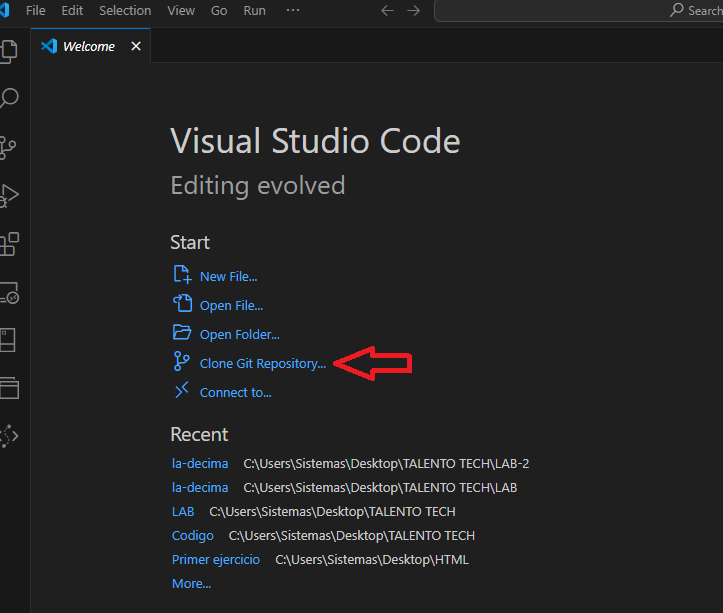 File Edit Selection View Go Run ··· Search
Welcome
Visual Studio Code
Editing evolved
Start
New File...
Open File...
Open Folder...
Clone Git Repository...
Connect to...
Recent
la-decima C:\Users\Sistemas\Desktop\TALENTO TECH\LAB-2
la-decima C:\Users\Sistemas\Desktop\TALENTO TECH\LAB
LAB C:\Users\Sistemas\Desktop\TALENTO TECH
Codigo C:\Users\Sistemas\Desktop\TALENTO TECH
Primer ejercicio C:\Users\Sistemas\Desktop\HTML
More...